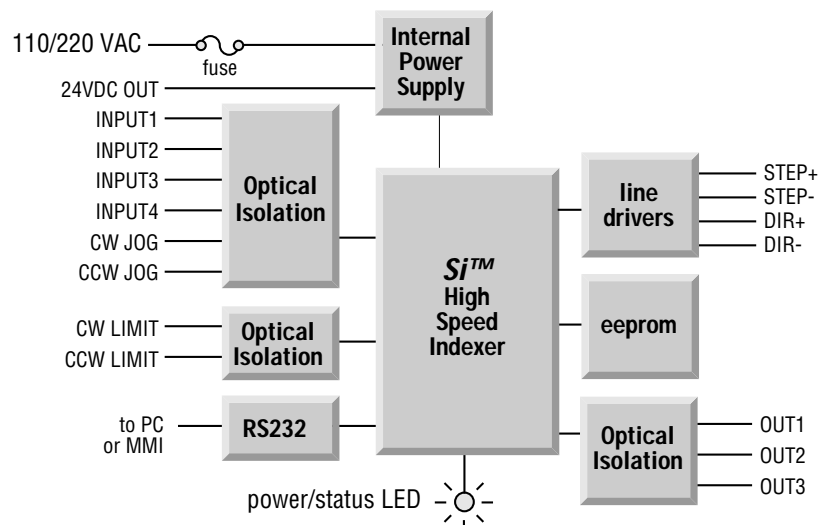 110/220 VAC
fuse
Internal
Power
Supply
24VDC OUT
INPUT1
INPUT2
INPUT3
INPUT4
CW JOG
CCW JOG
Optical
Isolation
CW LIMIT
CCW LIMIT
Optical
Isolation
to PC
or MMI
RS232
Si™
High
Speed
Indexer
power/status LED
line
drivers
STEP+
STEP-
DIR+
DIR-
eeprom
Optical
Isolation
OUT1
OUT2
OUT3